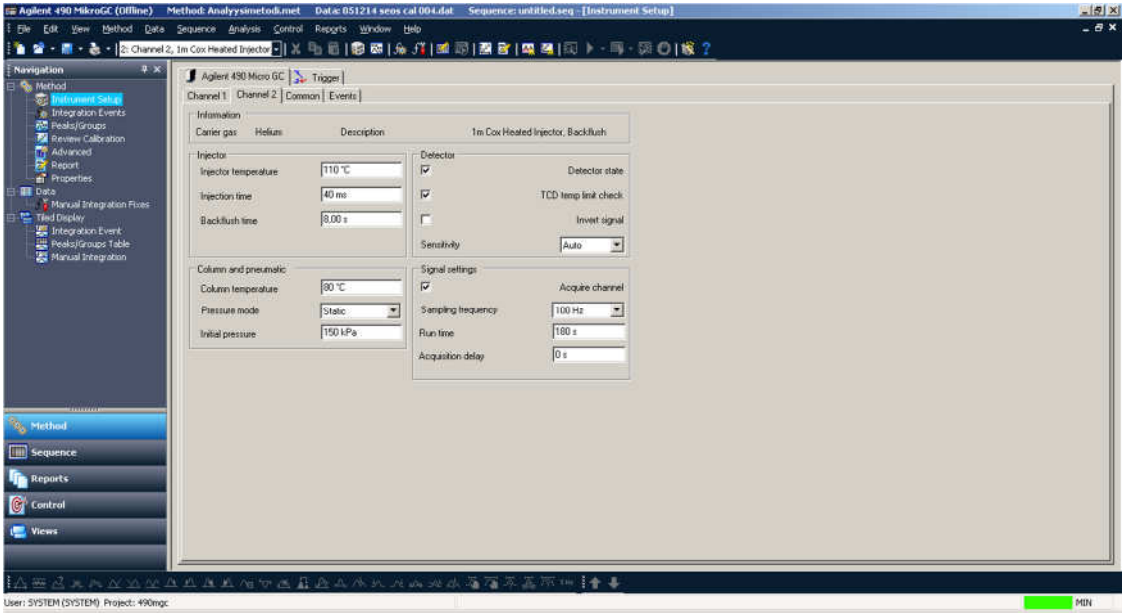 Agilent 490 MikroGC (Offline) Method: Analyysimetodi.met Data: 051214 seos cal 004.dat Sequence: untitled.seq - [Instrument Setup]
File Edit View Method Data Sequence Analysis Control Reports Window Help
2: Channel 2, 1m Cox Heated Injector
Navigation
Method
Instrument Setup
Integration Events
Peaks/Groups
Review Calibration
Advanced
Report
Properties
Data
Manual Integration Fixes
Tiled Display
Integration Event
Peaks/Groups Table
Manual Integration
Method
Sequence
Reports
Control
Views
Agilent 490 Micro GC Trigger
Channel 1 Channel 2 Common Events
Information
Carrier gas Helium Description 1m Cox Heated Injector, Backflush
Injector
Injector temperature 110 °C
Injection time 40 ms
Backflush time 8,00 s
Detector
Detector state
TCD temp limit check
Invert signal
Sensitivity Auto
Column and pneumatic
Column temperature 80 °C
Pressure mode Static
Initial pressure 150 kPa
Signal settings
Acquire channel
Sampling frequency 100 Hz
Run time 180 s
Acquisition delay 0 s
User: SYSTEM (SYSTEM) Project: 490mgc
MIN